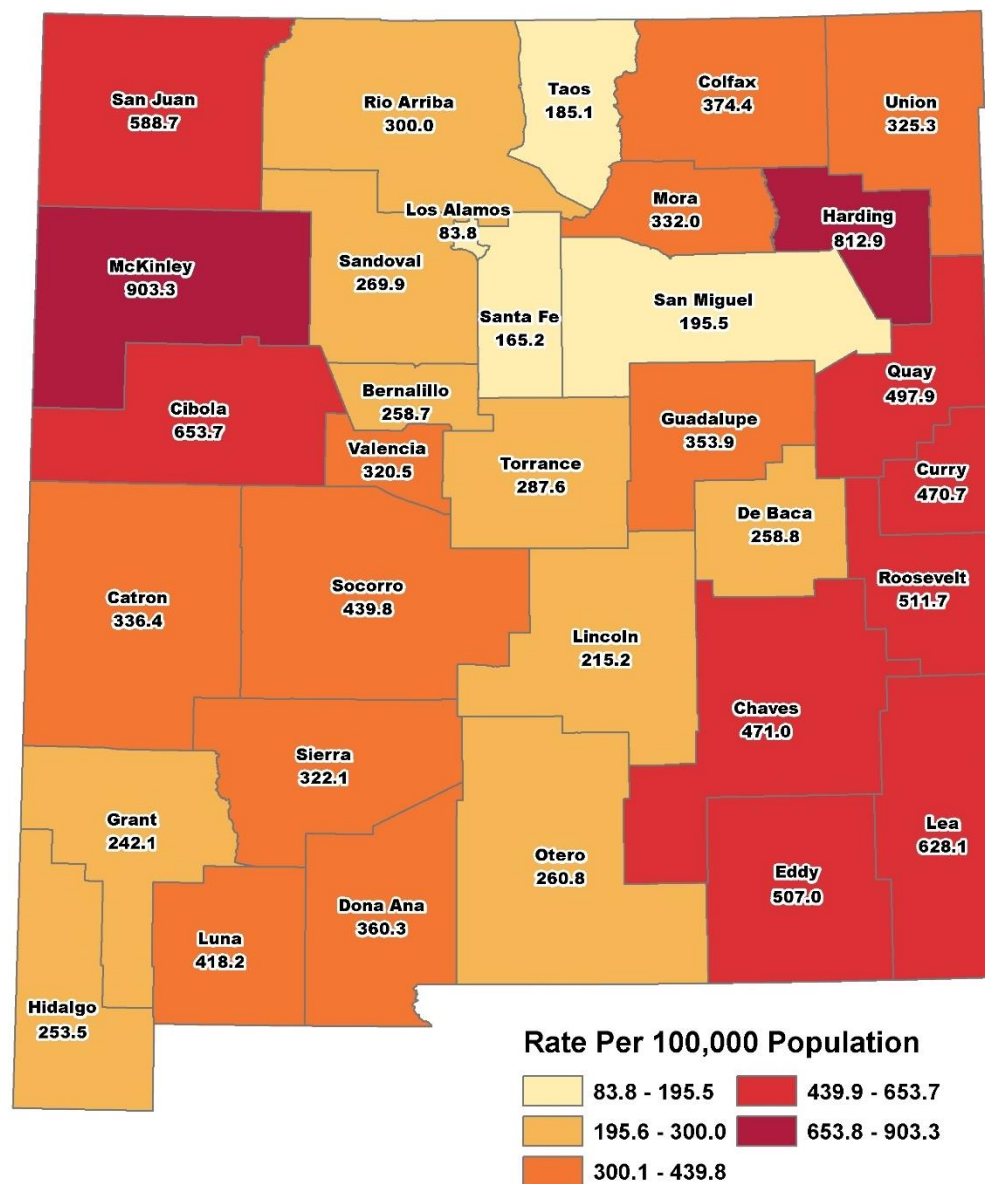 San Juan
588.7
Rio Arriba
300.0
Taos
185.1
Colfax
374.4
Union
325.3
Los Alamos
83.8
Mora
332.0
Harding
812.9
McKinley
903.3
Sandoval
269.9
Santa Fe
165.2
San Miguel
195.5
Quay
497.9
Cibola
653.7
Bernalillo
258.7
Guadalupe
353.9
Valencia
320.5
Torrance
287.6
Curry
470.7
De Baca
258.8
Catron
336.4
Socorro
439.8
Roosevelt
511.7
Lincoln
215.2
Chaves
471.0
Sierra
322.1
Grant
242.1
Otero
260.8
Lea
628.1
Eddy
507.0
Luna
418.2
Dona Ana
360.3
Hidalgo
253.5
Rate Per 100,000 Population
83.8 - 195.5
195.6 - 300.0
300.1 - 439.8
439.9 - 653.7
653.8 - 903.3